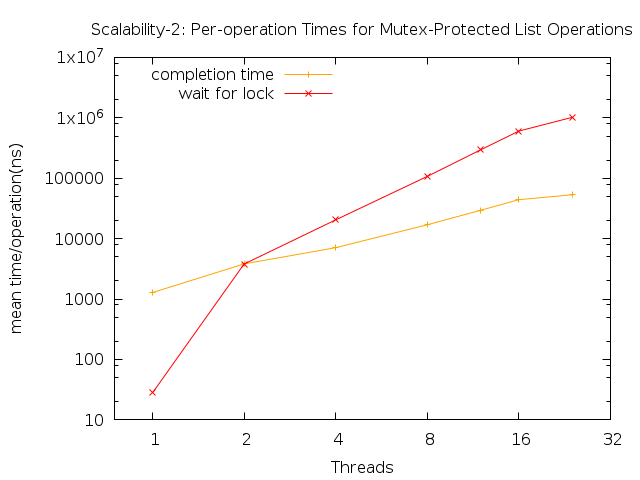 Scalability-2: Per-operation Times for Mutex-Protected List Operations
completion time
wait for lock
mean time/operation(ns)
1x10^7
1x10^6
100000
10000
1000
100
10
1 2 4 8 16 32
Threads